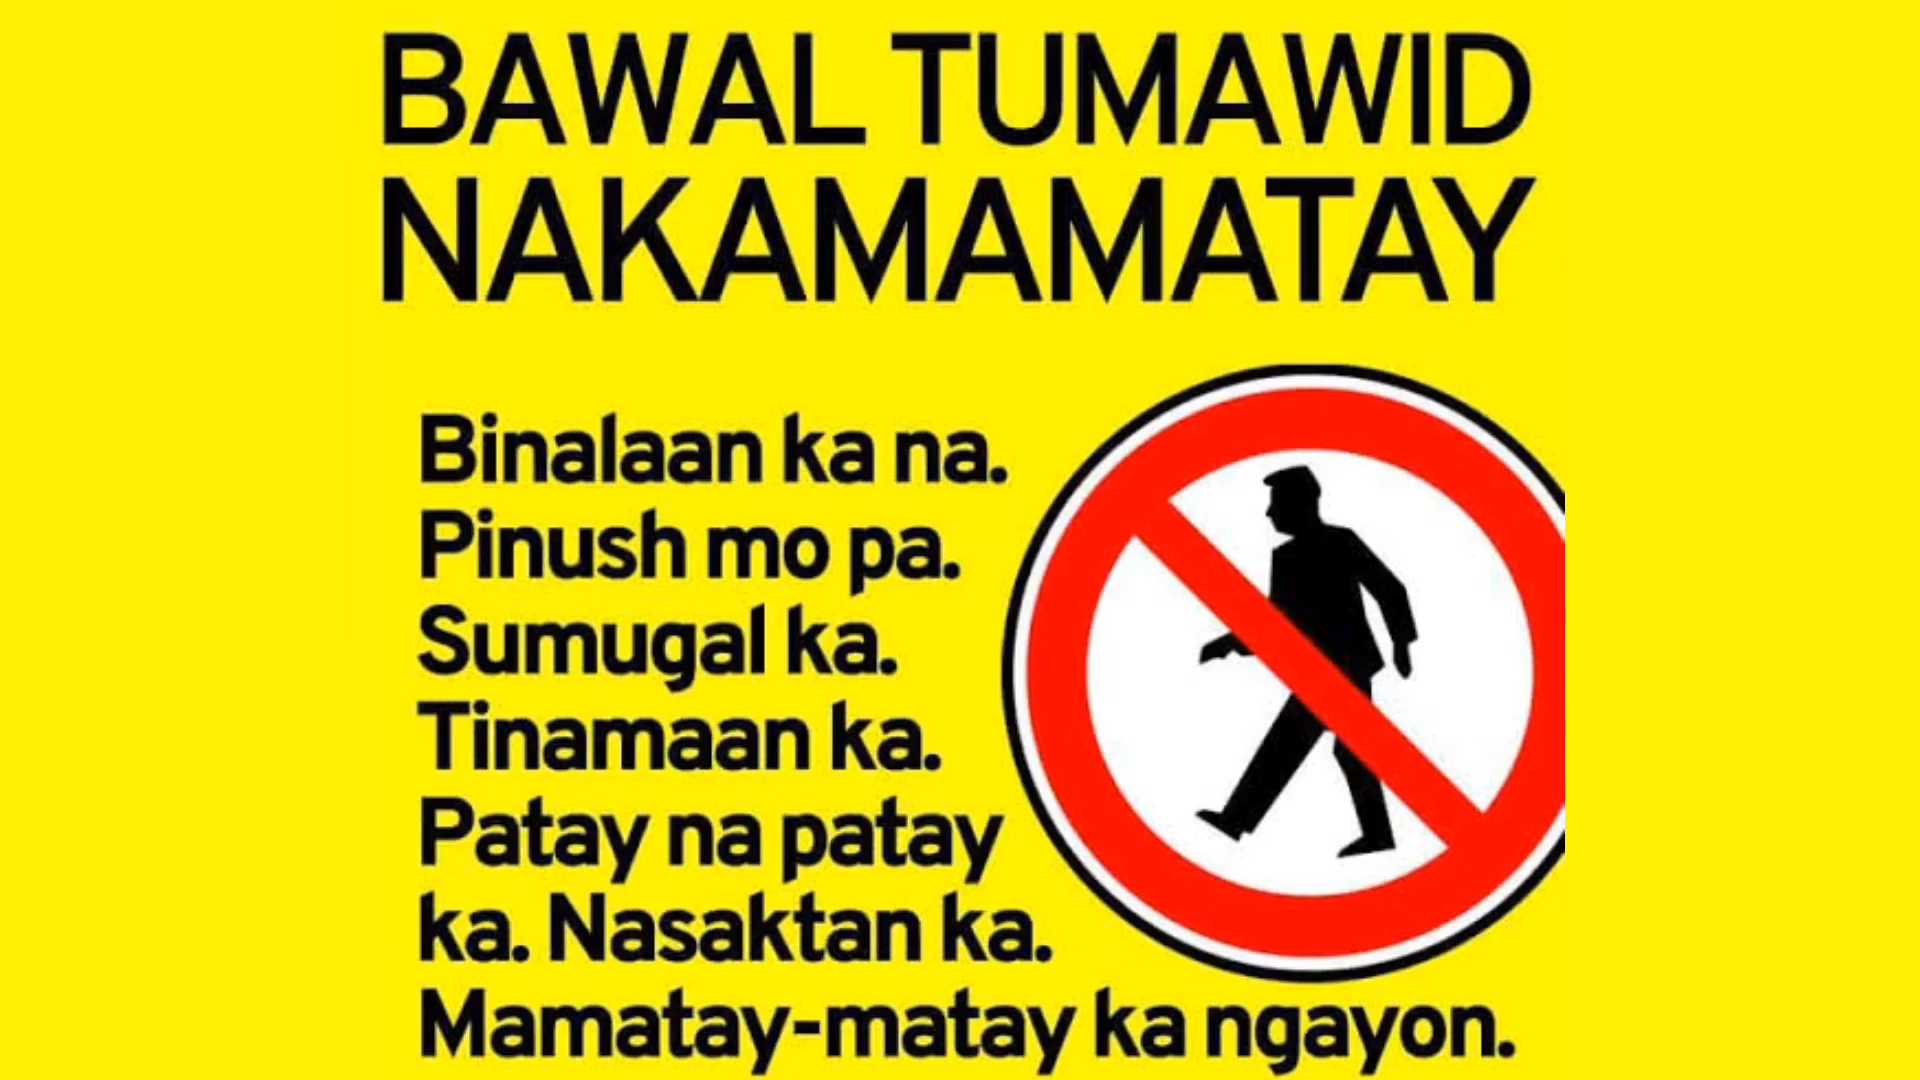 BAWAL TUMAWID
NAKAMAMATAY
Binalaan ka na.
Pinush mo pa.
Sumugal ka.
Tinamaan ka.
Patay na patay
ka. Nasaktan ka.
Mamatay-matay ka ngayon.